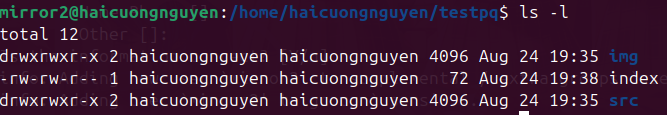 mirror2@haicuongnguyen:/home/haicuongnguyen/testpq$ ls -l
total 12
drwxrwxr-x 2 haicuongnguyen haicuongnguyen 4096 Aug 24 19:35 img
-rw-rw-r-- 1 haicuongnguyen haicuongnguyen   72 Aug 24 19:38 index
drwxrwxr-x 2 haicuongnguyen haicuongnguyen 4096 Aug 24 19:35 src